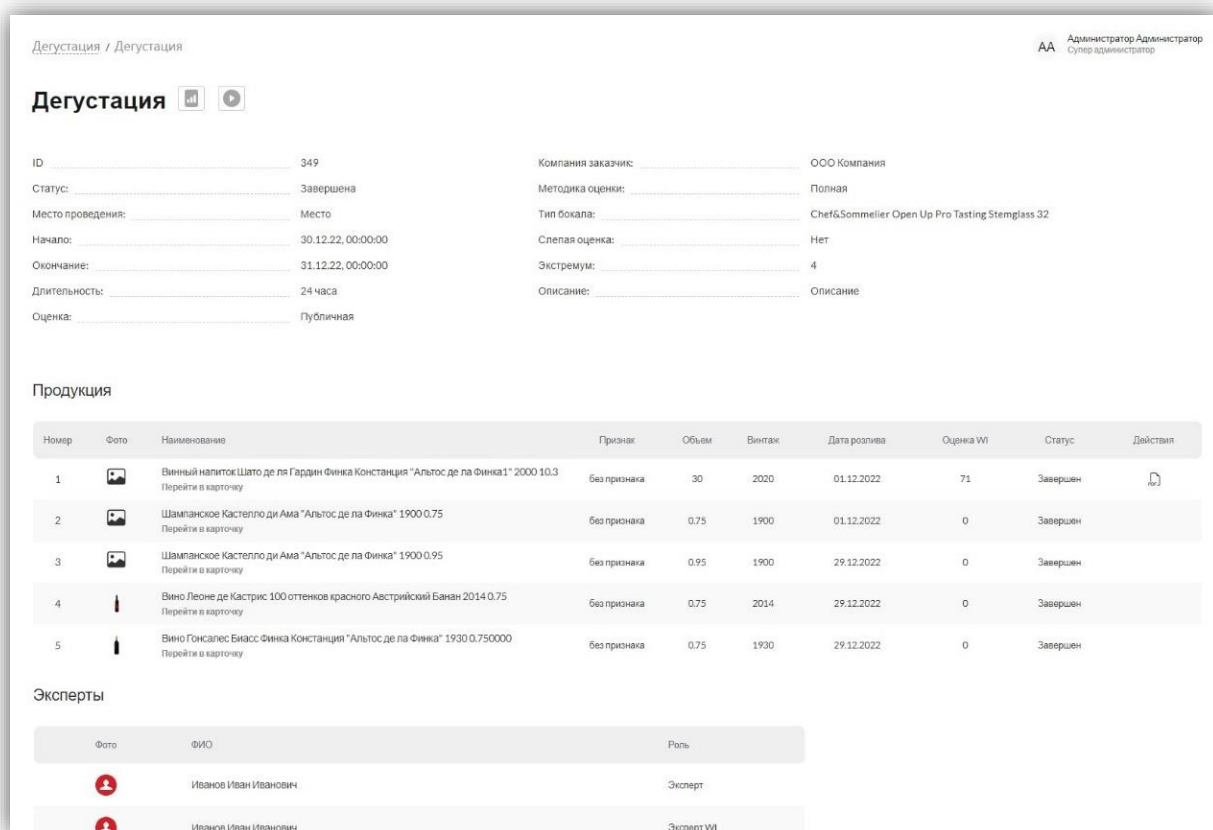 Дегустация / Дегустация
АА Администратор Администратор
Супер администратор
Дегустация
ID 349 Компания заказчик: ООО Компания
Статус: Завершена Методика оценки: Полная
Место проведения: Место Тип бокала: Chef&Sommelier Open Up Pro Tasting Stemglass 32
Начало: 30.12.22, 00:00:00 Слепая оценка: Нет
Окончание: 31.12.22, 00:00:00 Экстремум: 4
Длительность: 24 часа Описание: Описание
Оценка: Публичная
Продукция
Номер Фото Наименование Признак Объем Винтаж Дата розлива Оценка WI Статус Действия
1 Винный напиток Шато де ля Гардин Финка Констанция "Альтос де ла Финка1" 2000 10.3 без признака 30 2020 01.12.2022 71 Завершен PDF
Перейти в карточку
2 Шампанское Кастелло ди Ама "Альтос де ла Финка" 1900 0.75 без признака 0.75 1900 01.12.2022 0 Завершен
Перейти в карточку
3 Шампанское Кастелло ди Ама "Альтос де ла Финка" 1900 0.95 без признака 0.95 1900 29.12.2022 0 Завершен
Перейти в карточку
4 Вино Леоне де Кастрис 100 оттенков красного Австрийский Банан 2014 0.75 без признака 0.75 2014 29.12.2022 0 Завершен
Перейти в карточку
5 Вино Гонсалес Биасс Финка Констанция "Альтос де ла Финка" 1930 0.750000 без признака 0.75 1930 29.12.2022 0 Завершен
Перейти в карточку
Эксперты
Фото ФИО Роль
Иванов Иван Иванович Эксперт
Иванов Иван Иванович Эксперт WI